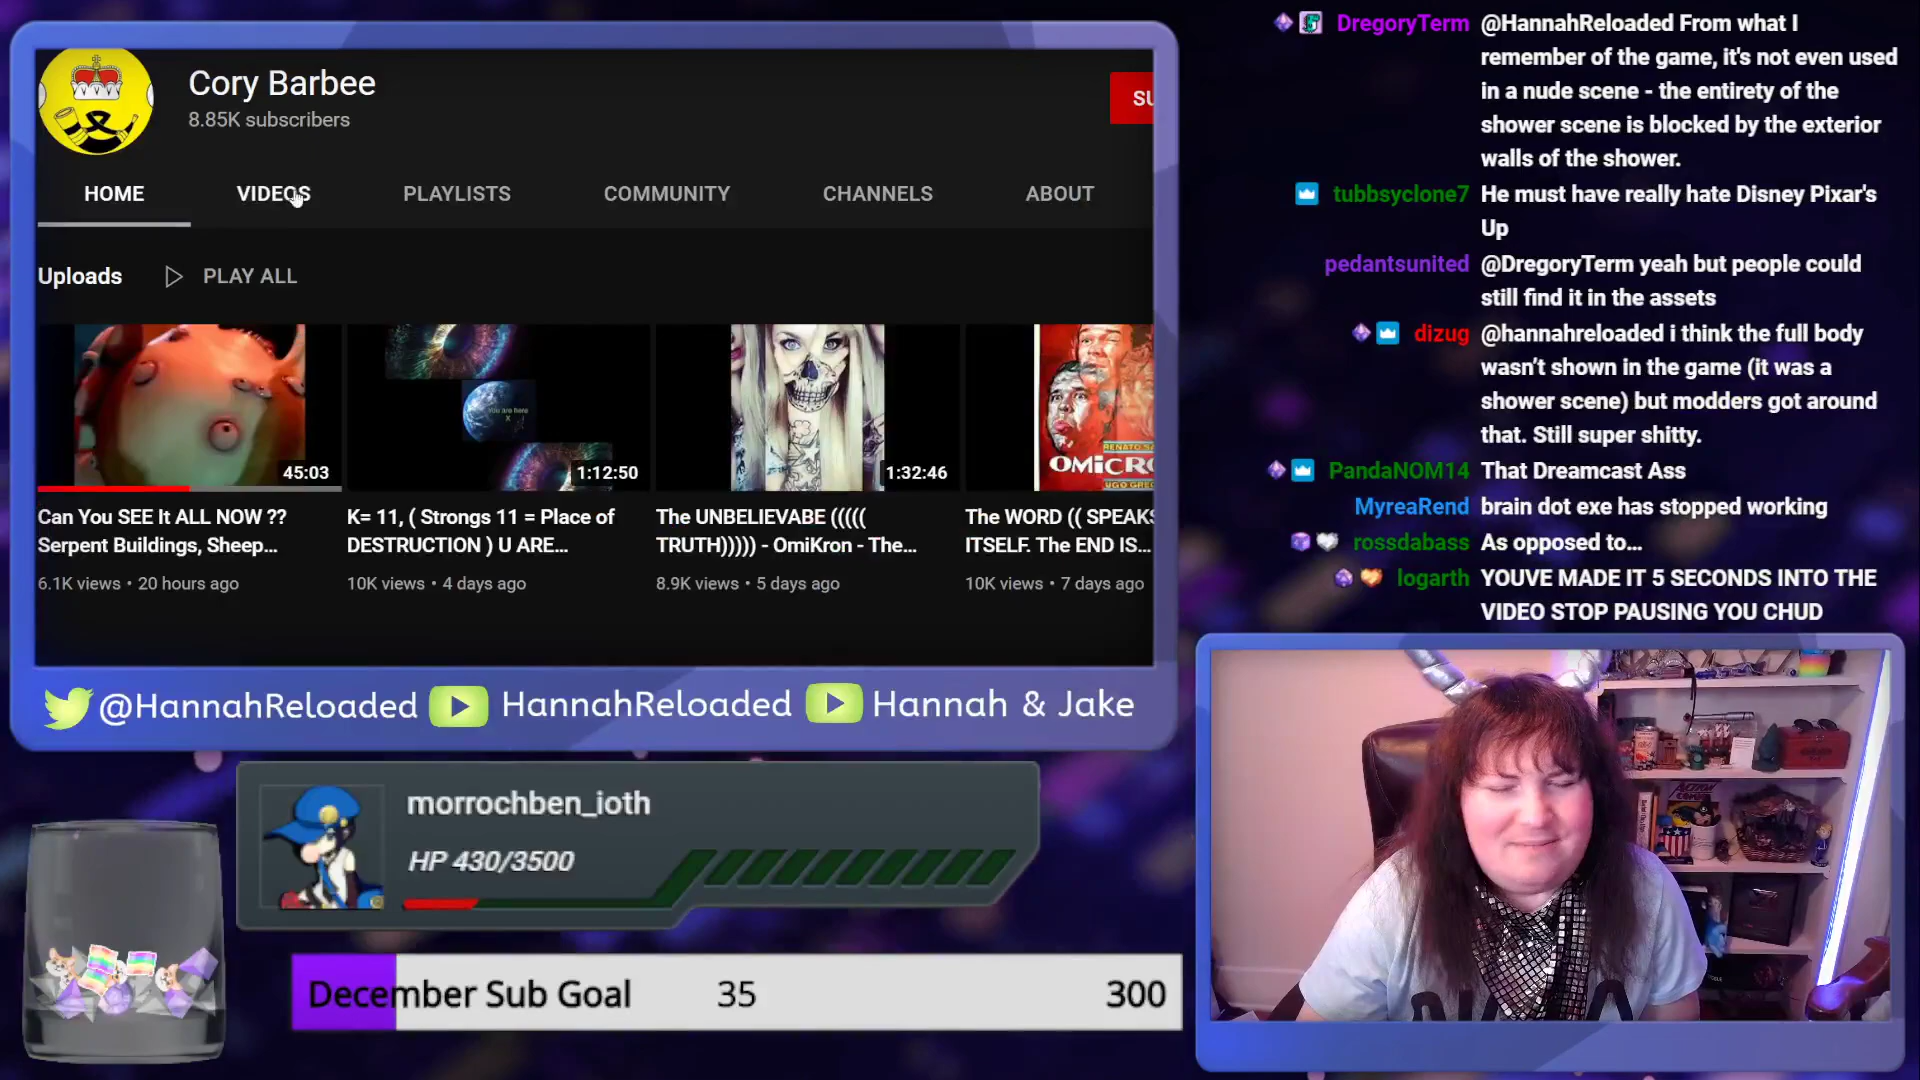 Cory Barbee
8.85K subscribers
SU
HOME VIDEOS PLAYLISTS COMMUNITY CHANNELS ABOUT
Uploads PLAY ALL
You are here
X
RENATO
OMiCR
UGO GRE
45:03 1:12:50 1:32:46
Can You SEE It ALL NOW ??
Serpent Buildings, Sheep...
6.1K views • 20 hours ago
K= 11, ( Strongs 11 = Place of
DESTRUCTION ) U ARE...
10K views • 4 days ago
The UNBELIEVABE (((((
TRUTH))))) - OmiKron - The...
8.9K views • 5 days ago
The WORD (( SPEAKS
ITSELF. The END IS...
10K views • 7 days ago
@HannahReloaded HannahReloaded Hannah & Jake
morrochben_ioth
HP 430/3500
December Sub Goal 35 300
DregoryTerm @HannahReloaded From what I
remember of the game, it's not even used
in a nude scene - the entirety of the
shower scene is blocked by the exterior
walls of the shower.
tubbsyclone7 He must have really hate Disney Pixar's
Up
pedantsunited @DregoryTerm yeah but people could
still find it in the assets
dizug @hannahreloaded i think the full body
wasn’t shown in the game (it was a
shower scene) but modders got around
that. Still super shitty.
PandaNOM14 That Dreamcast Ass
MyreaRend brain dot exe has stopped working
rossdabass As opposed to…
logarth YOUVE MADE IT 5 SECONDS INTO THE
VIDEO STOP PAUSING YOU CHUD